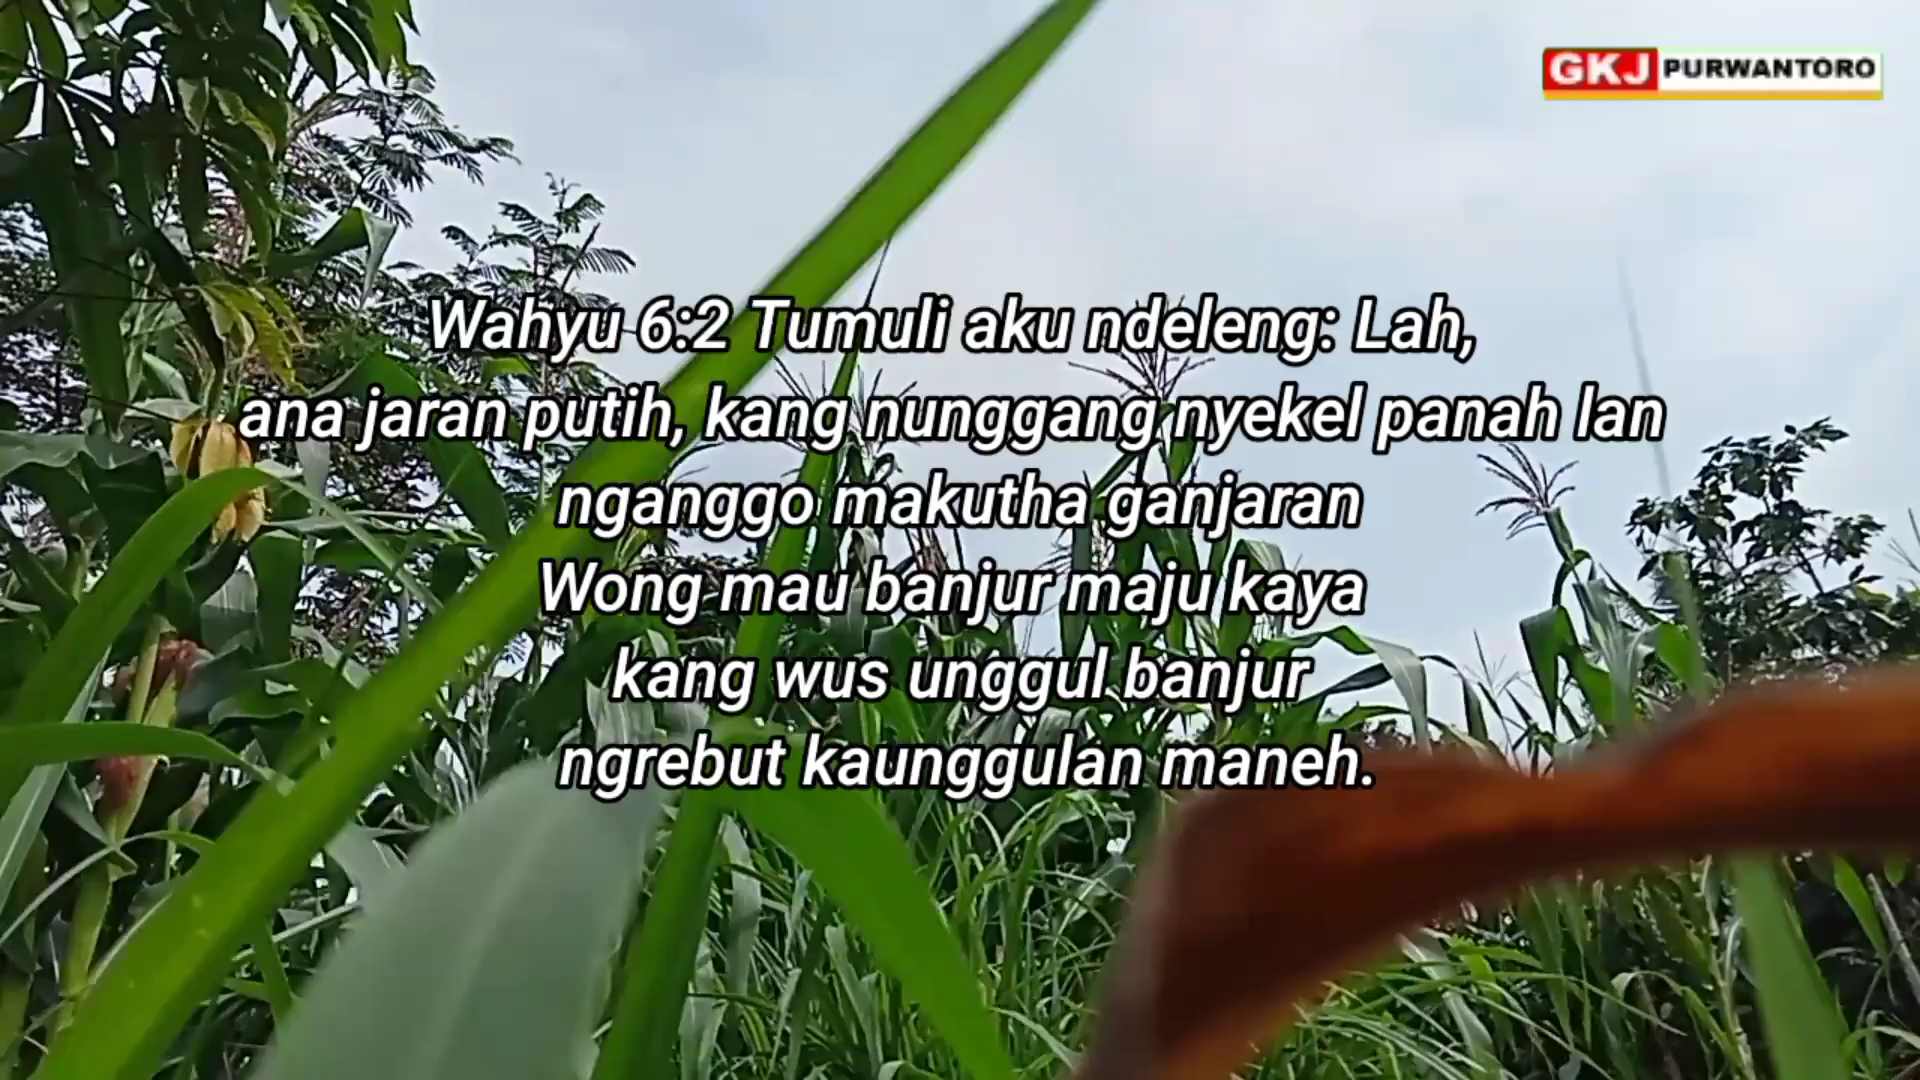 GKJ PURWANTORO
Wahyu 6:2 Tumuli aku ndeleng: Lah,
ana jaran putih, kang nunggang nyekel panah lan
nganggo makutha ganjaran
Wong mau banjur maju kaya
kang wus unggul banjur
ngrebut kaunggulan maneh.